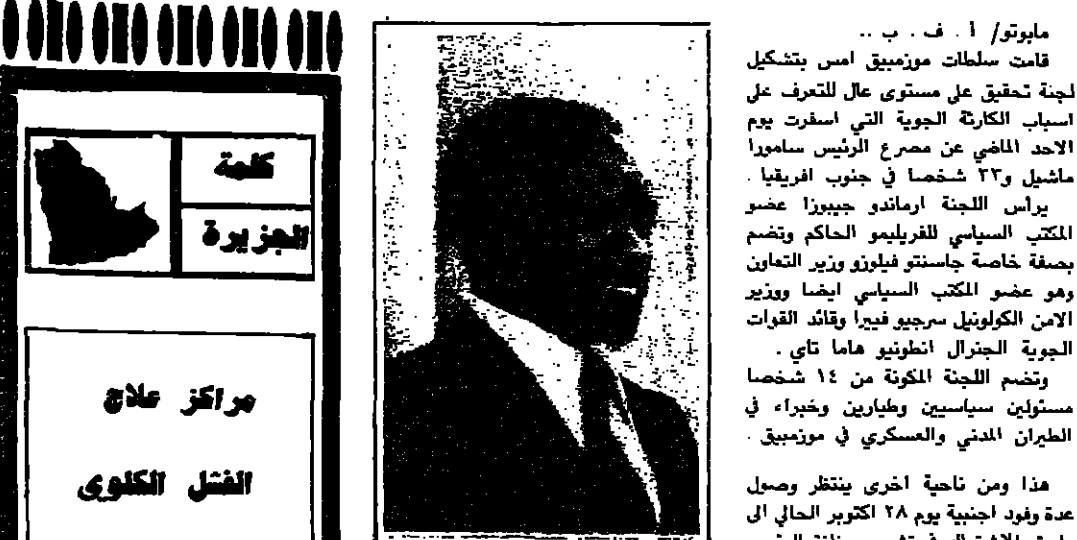 مابوتو/ أ . ف . ب ..
قامت سلطات موزمبيق امس بتشكيل
لجنة تحقيق على مستوى عال للتعرف على
اسباب الكارثة الجوية التي اسفرت يوم
الاحد الماضي عن مصرع الرئيس سامورا
ماشيل و٣٣ شخصا في جنوب افريقيا .
يرأس اللجنة ارماندو جيبوزا عضو
المكتب السياسي للفريليمو الحاكم وتضم
بصفة خاصة جاسنتو فيلوزو وزير التعاون
وهو عضو المكتب السياسي ايضا ووزير
الامن الكولونيل سرجيو فييرا وقائد القوات
الجوية الجنرال انطونيو هاما تاي .
وتضم اللجنة المكونة من ١٤ شخصا
مسئولين سياسيين وطيارين وخبراء في
الطيران المدني والعسكري في موزمبيق .
هذا ومن ناحية اخرى ينتظر وصول
عدة وفود اجنبية يوم ٢٨ اكتوبر الحالي الى
كلمة
الجزيرة
مراكز علاج
الفشل الكلوى